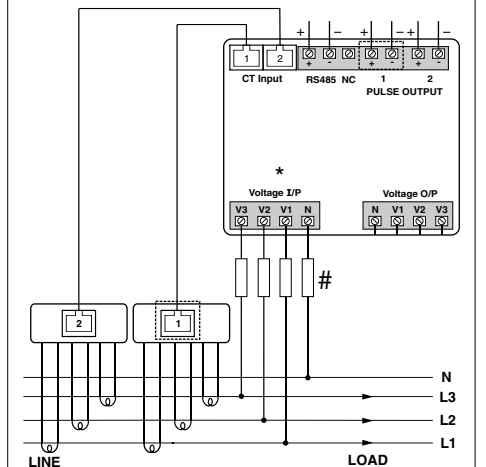 + − + − + −
1 2
+ - + - + -
CT Input RS485 NC 1 2
PULSE OUTPUT
*
Voltage I/P Voltage O/P
V3 V2 V1 N N V1 V2 V3
#
2 1
N
L3
L2
L1
LINE LOAD